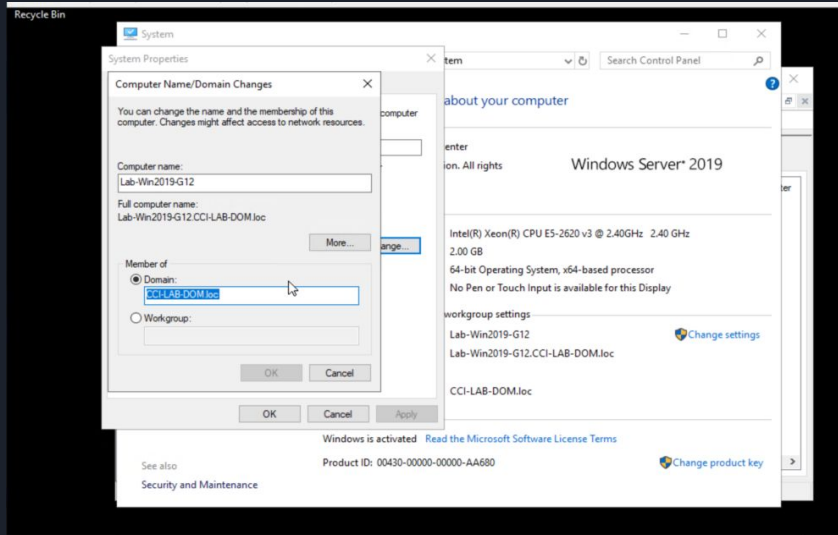 Recycle Bin
System
System Properties
tem
Search Control Panel
Computer Name/Domain Changes
about your computer
You can change the name and the membership of this
computer. Changes might affect access to network resources.
computer
enter
ion. All rights
Windows Server® 2019
Computer name:
Lab-Win2019-G12
ter
Full computer name:
Lab-Win2019-G12.CCI-LAB-DOM.loc
More...
ange...
Intel(R) Xeon(R) CPU E5-2620 v3 @ 2.40GHz 2.40 GHz
2.00 GB
Member of
64-bit Operating System, x64-based processor
Domain:
CCI-LAB-DOM.loc
No Pen or Touch Input is available for this Display
Workgroup:
workgroup settings
Lab-Win2019-G12
Change settings
Lab-Win2019-G12.CCI-LAB-DOM.loc
OK
Cancel
CCI-LAB-DOM.loc
OK
Cancel
Apply
Windows is activated Read the Microsoft Software License Terms
See also
Product ID: 00430-00000-00000-AA680
Change product key
Security and Maintenance